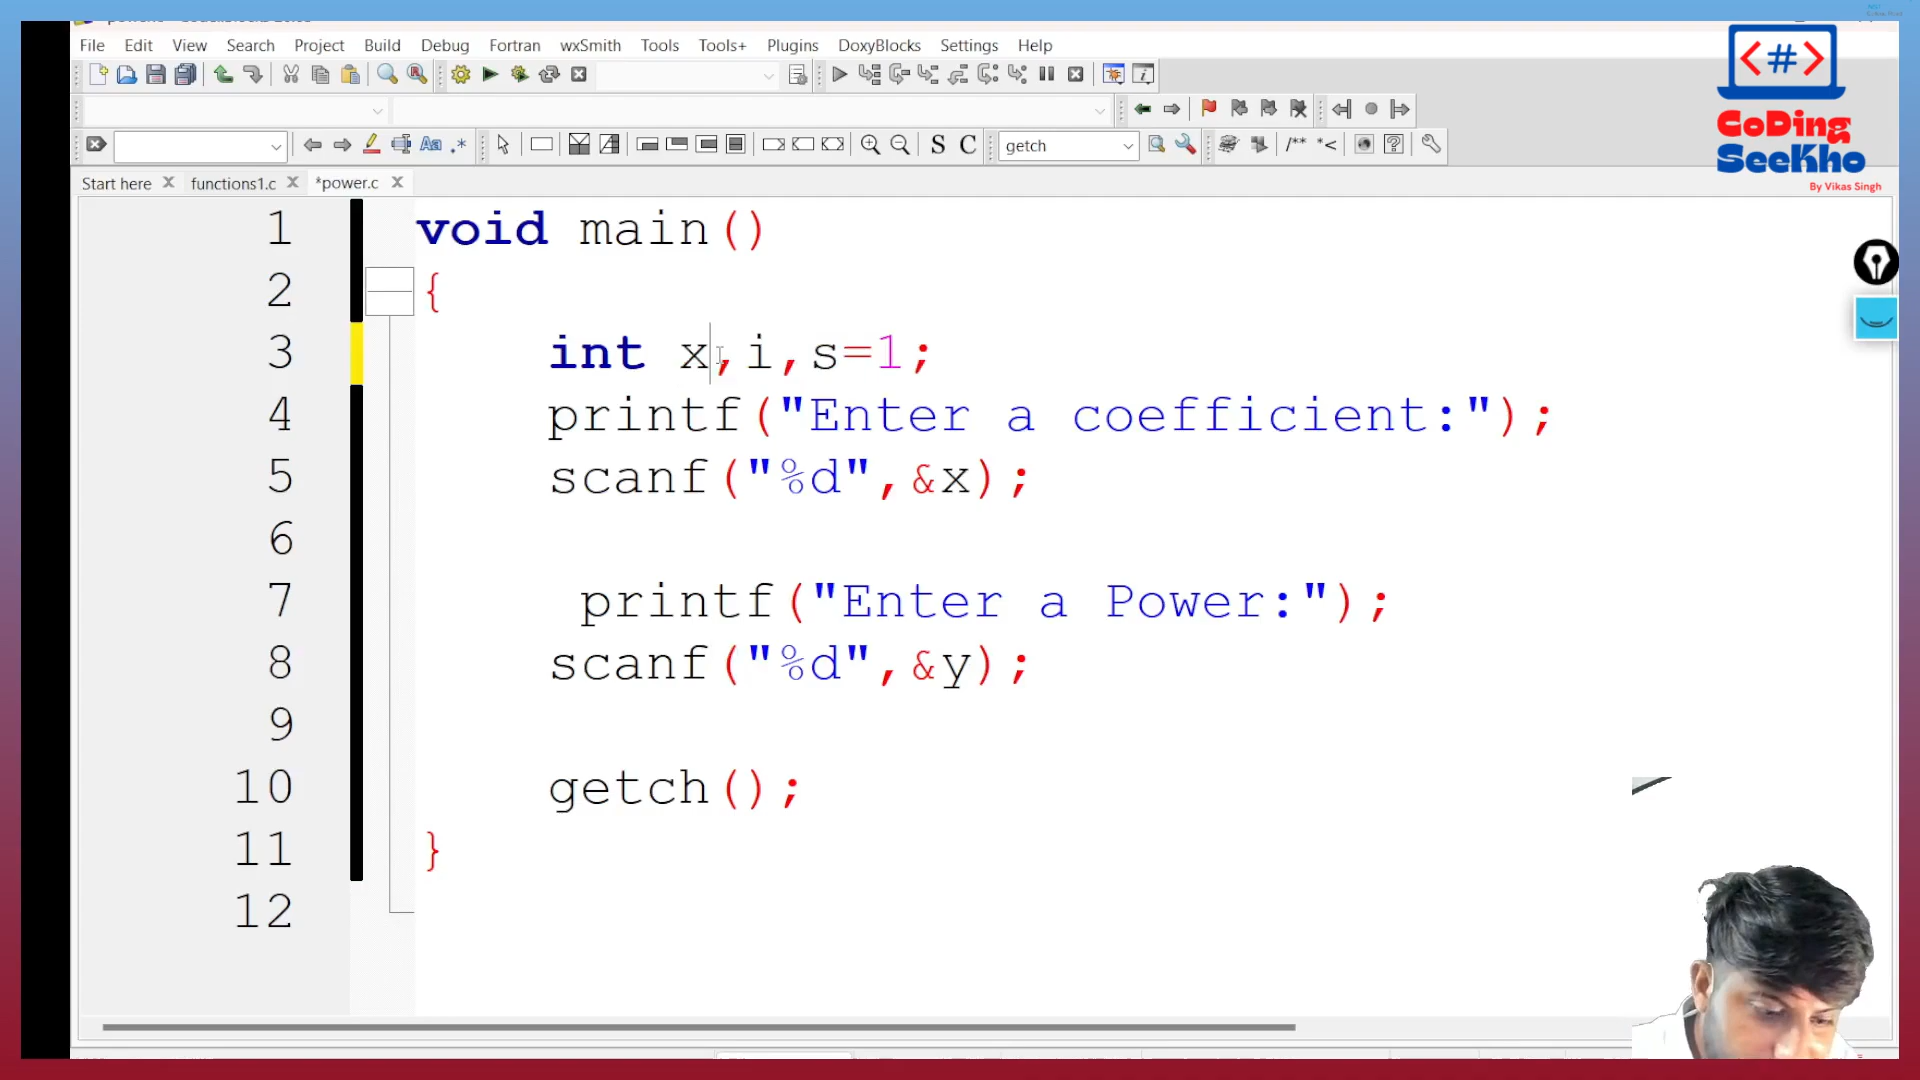 File Edit View Search Project Build Debug Fortran wxSmith Tools Tools+ Plugins DoxyBlocks Settings Help
<#>
CoDing
SeeKho
By Vikas Singh
S C getch /** *<
Start here functions1.c *power.c
1 void main()
2 {
3 int x,i,s=1;
4 printf("Enter a coefficient:");
5 scanf("%d",&x);
6
7 printf("Enter a Power:");
8 scanf("%d",&y);
9
10 getch();
11 }
12